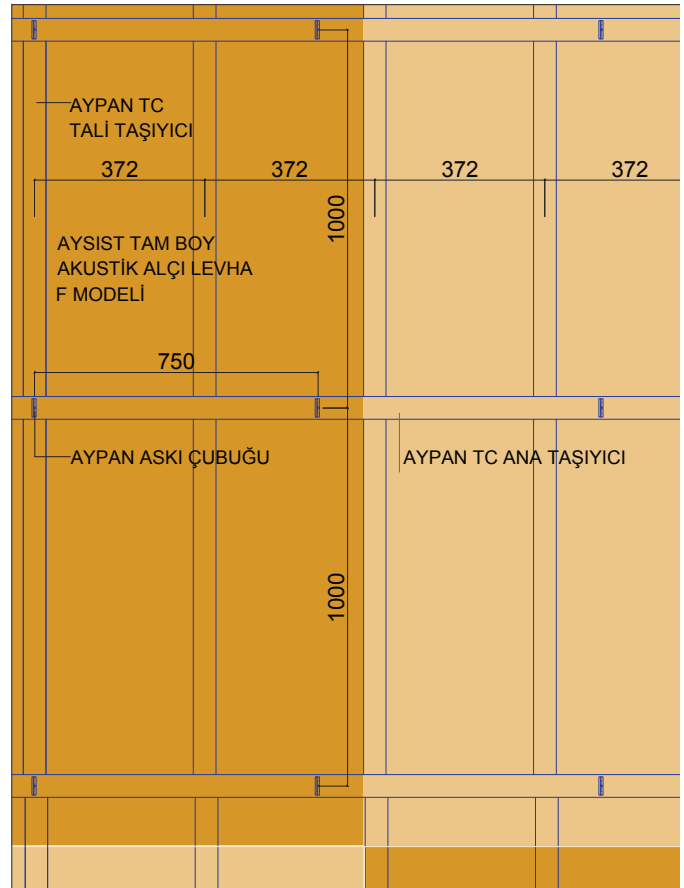 AYPAN TC
TALİ TAŞIYICI
372
372
372
372
1000
AYSIST TAM BOY
AKUSTİK ALÇI LEVHA
F MODELİ
750
AYPAN ASKI ÇUBUĞU
AYPAN TC ANA TAŞIYICI
1000